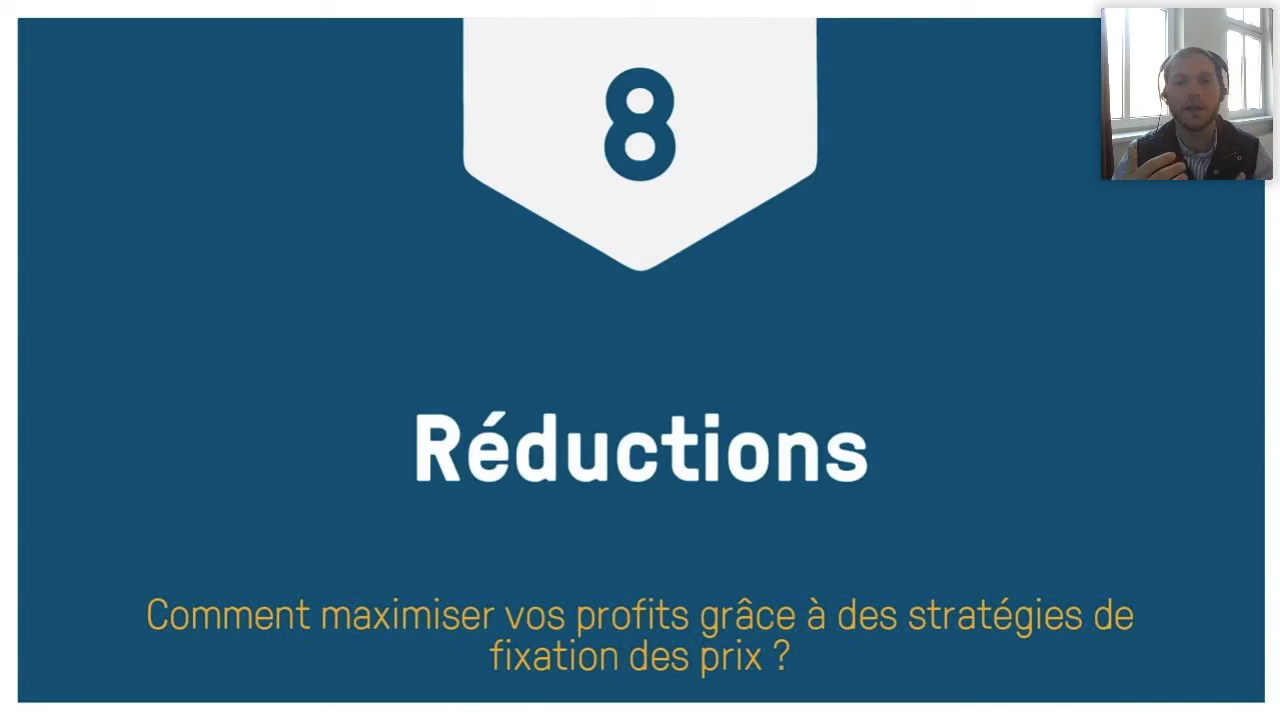 8
Réductions
Comment maximiser vos profits grâce à des stratégies de
fixation des prix ?